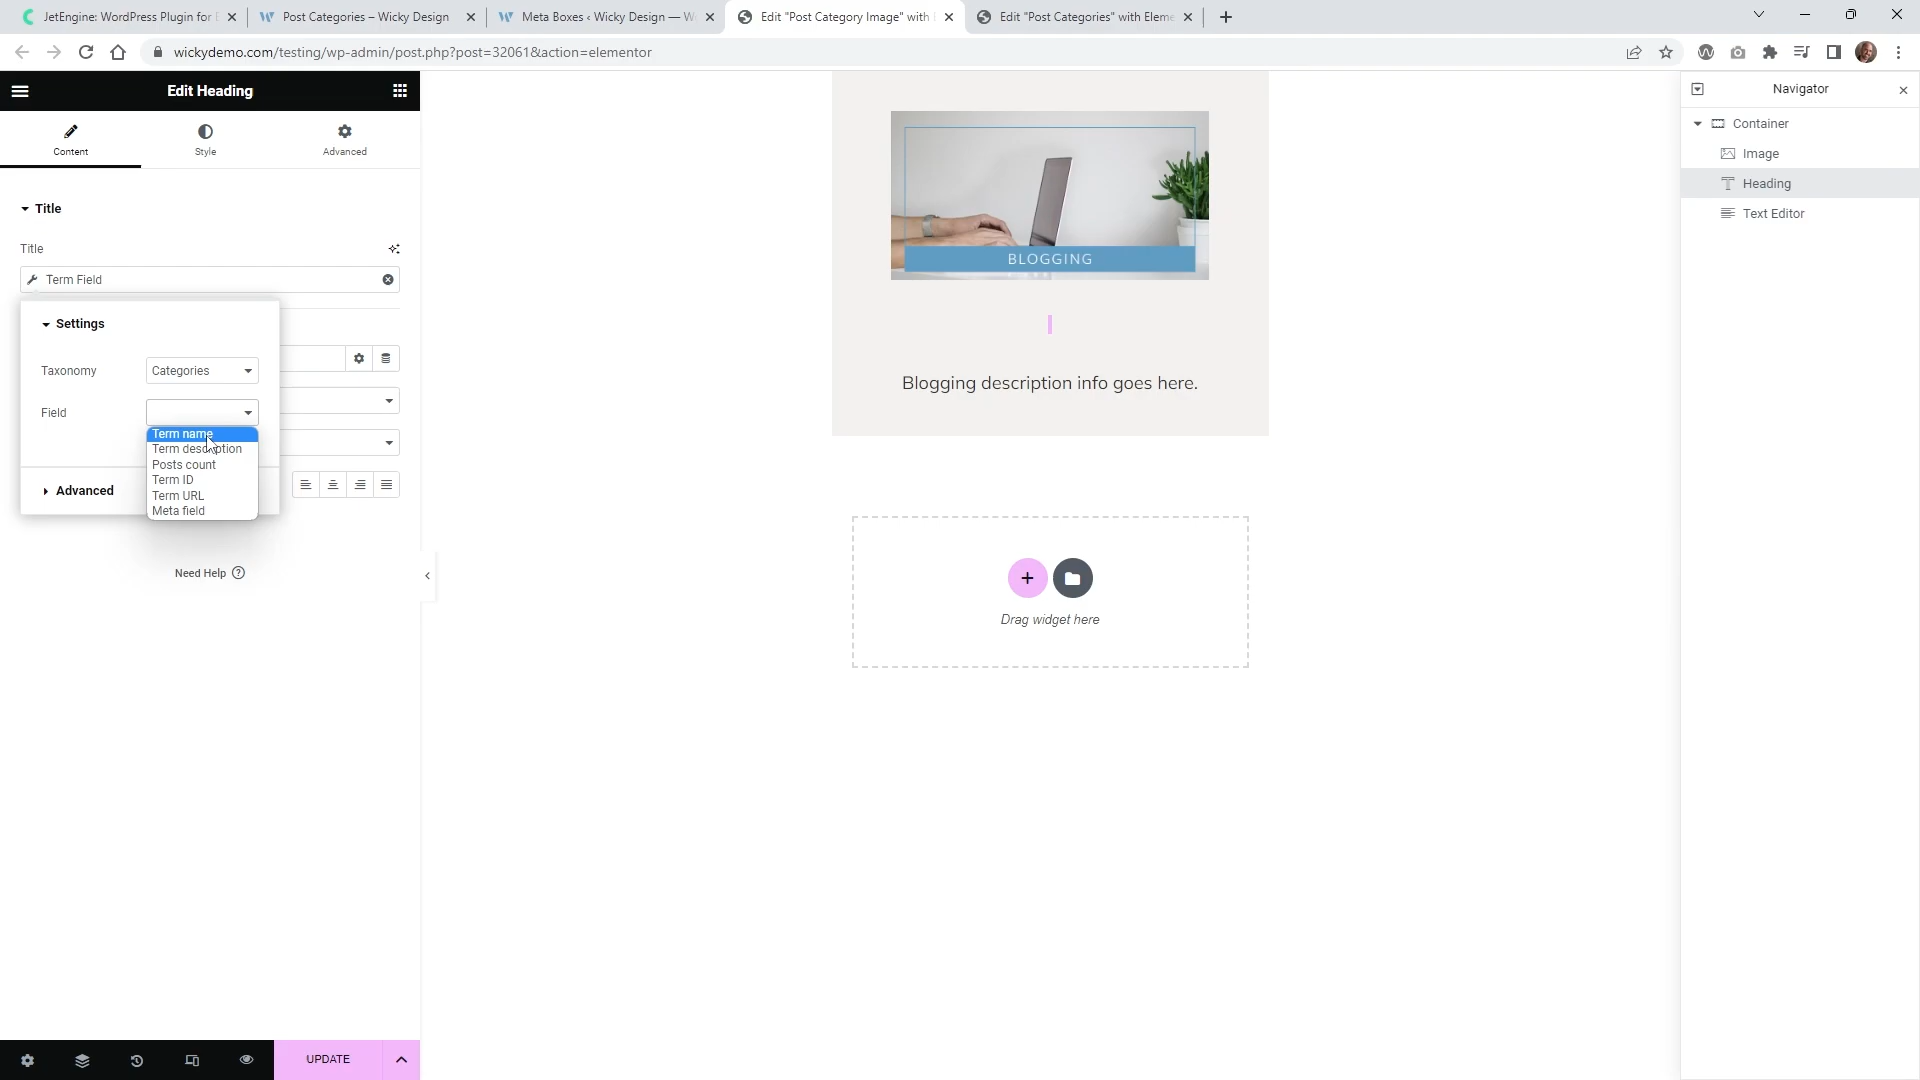 JetEngine: WordPress Plugin for
Post Categories – Wicky Design
Meta Boxes ‹ Wicky Design — W
Edit "Post Category Image" with
Edit "Post Categories" with Eleme
wickydemo.com/testing/wp-admin/post.php?post=32061&action=elementor
Edit Heading
Content
Style
Advanced
Title
Title
Term Field
Settings
Taxonomy
Categories
Field
Term name
Term description
Posts count
Term ID
Term URL
Meta field
Advanced
Need Help
UPDATE
BLOGGING
Blogging description info goes here.
Drag widget here
Navigator
Container
Image
Heading
Text Editor